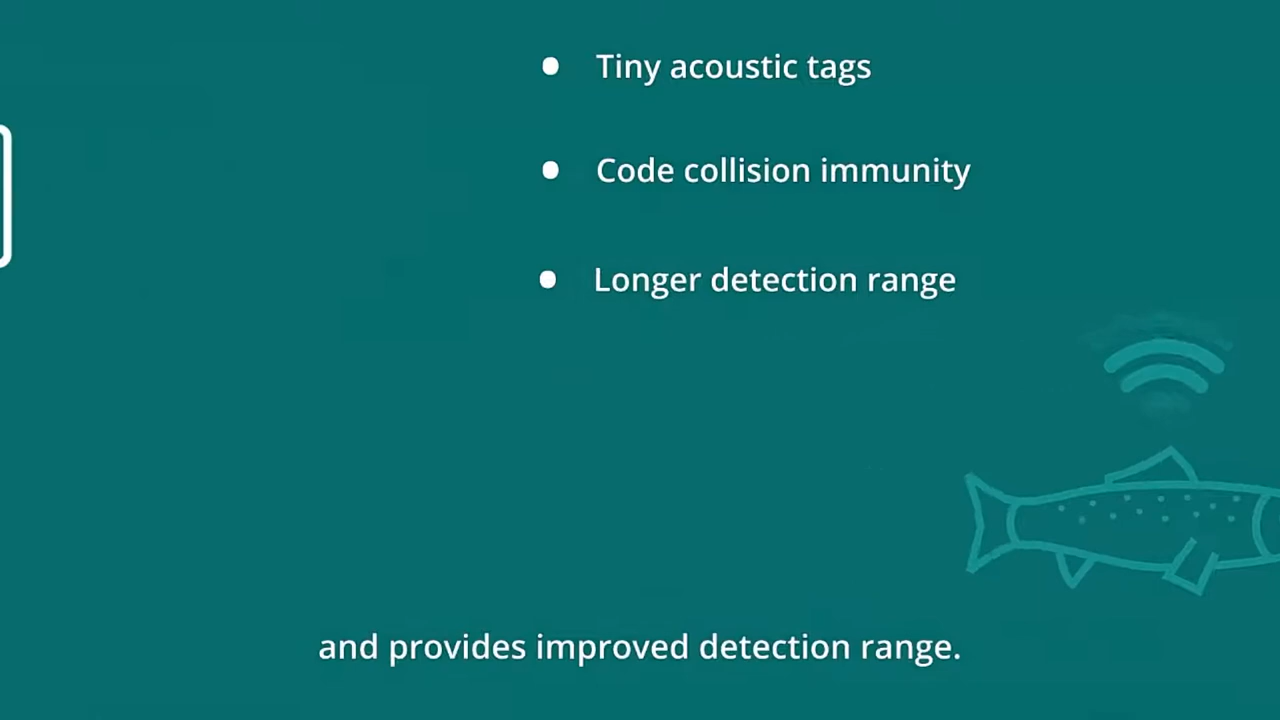 • Tiny acoustic tags
• Code collision immunity
• Longer detection range
and provides improved detection range.